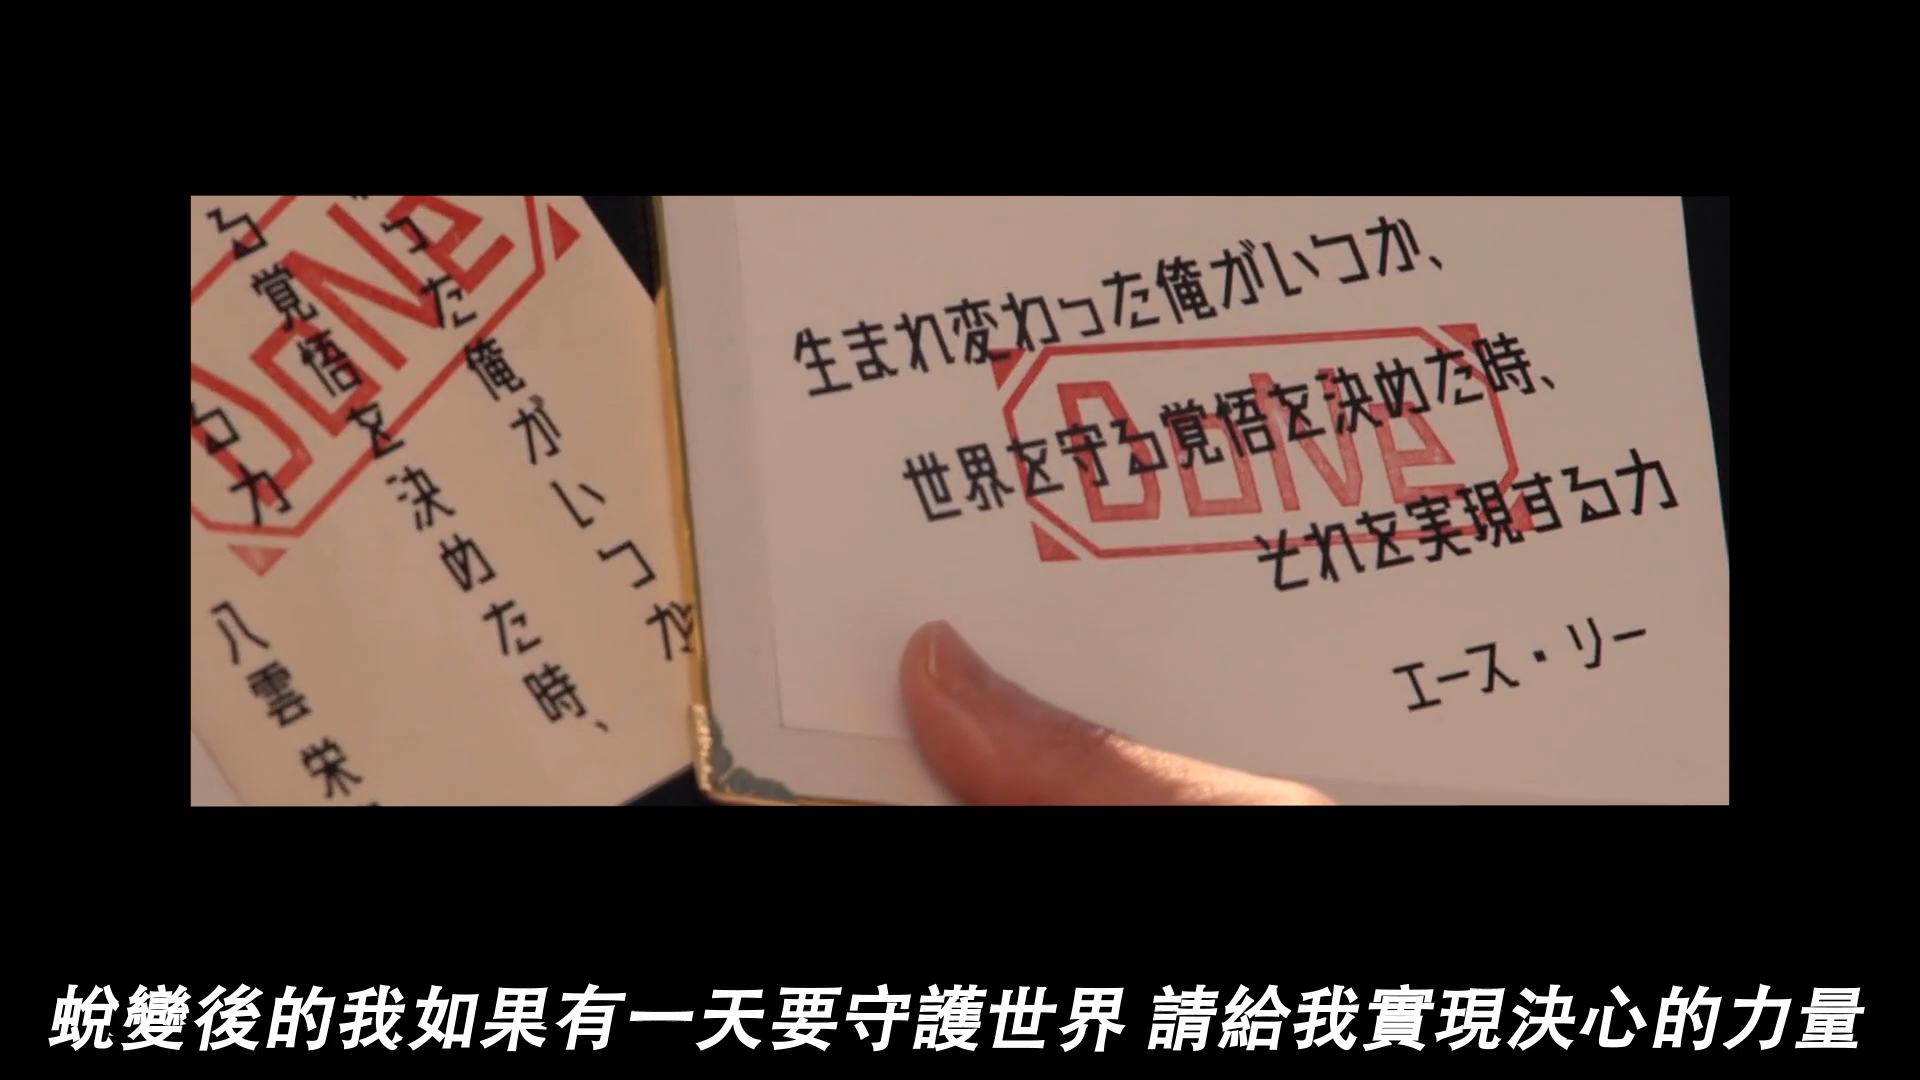 生まれ変わった俺がいつか、
世界を守る覚悟を決めた時、
それを実現する力
エース・リー
DoNe
った俺がいつか
る覚悟を決めた時、
る力
八雲 栄
DoNe
蛻變後的我如果有一天要守護世界 請給我實現決心的力量